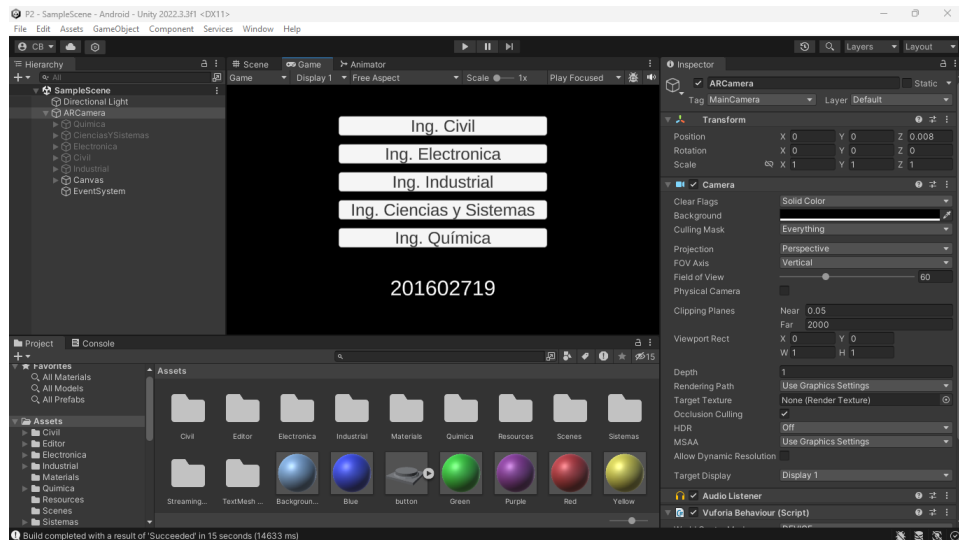 P2 - SampleScene - Android - Unity 2022.3.3f1 <DX11>
File Edit Assets GameObject Component Services Window Help
CB Layers Layout
Hierarchy
All
SampleScene
Directional Light
ARCamera
Quimica
CienciasYSistemas
Electronica
Civil
Industrial
Canvas
EventSystem
Scene Game Animator
Game Display 1 Free Aspect Scale 1x Play Focused
Ing. Civil
Ing. Electronica
Ing. Industrial
Ing. Ciencias y Sistemas
Ing. Química
201602719
Inspector
ARCamera Static
Tag MainCamera Layer Default
Transform
Position X 0 Y 0 Z 0.008
Rotation X 0 Y 0 Z 0
Scale X 1 Y 1 Z 1
Camera
Clear Flags Solid Color
Background
Culling Mask Everything
Projection Perspective
FOV Axis Vertical
Field of View 60
Physical Camera
Clipping Planes Near 0.05
Far 2000
Viewport Rect X 0 Y 0
W 1 H 1
Depth 1
Rendering Path Use Graphics Settings
Target Texture None (Render Texture)
Occlusion Culling
HDR Off
MSAA Use Graphics Settings
Allow Dynamic Resolution
Target Display Display 1
Audio Listener
Vuforia Behaviour (Script)
Project Console
15
Favorites
All Materials
All Models
All Prefabs
Assets
Civil
Editor
Electronica
Industrial
Materials
Quimica
Resources
Scenes
Sistemas
Assets
Civil Editor Electronica Industrial Materials Quimica Resources Scenes Sistemas
Streaming... TextMesh ... Backgroun... Blue button Green Purple Red Yellow
Build completed with a result of 'Succeeded' in 15 seconds (14633 ms)